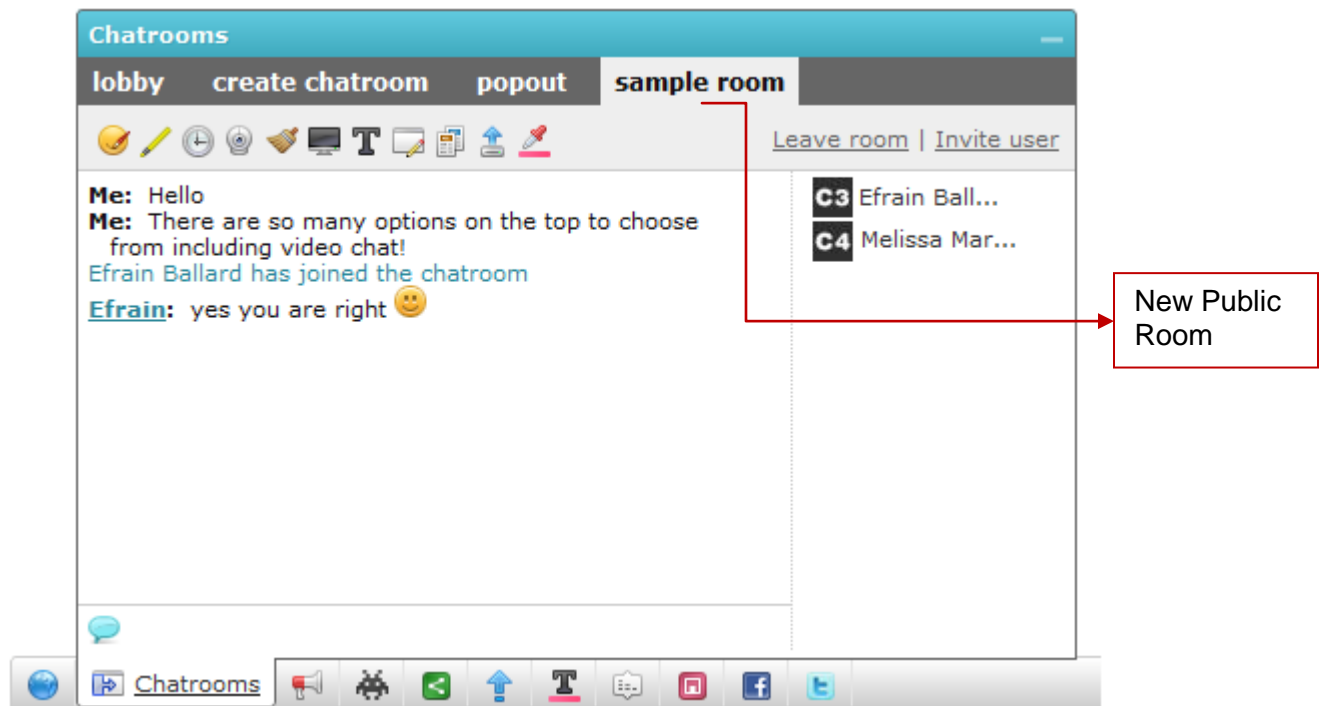 Chatrooms
lobby create chatroom popout sample room
Leave room | Invite user
Me: Hello
Me: There are so many options on the top to choose
from including video chat!
Efrain Ballard has joined the chatroom
Efrain: yes you are right
C3 Efrain Ball...
C4 Melissa Mar...
New Public
Room
Chatrooms